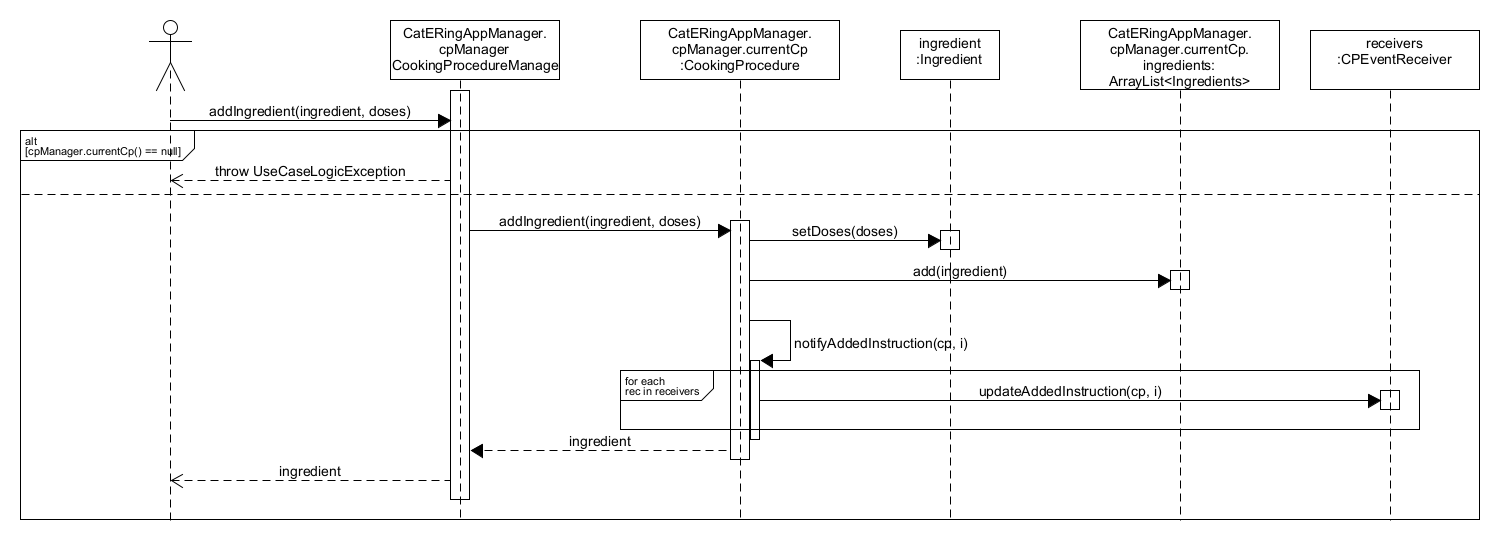 CatERingAppManager.
cpManager
CookingProcedureManage
CatERingAppManager.
cpManager.currentCp
:CookingProcedure
ingredient
:Ingredient
CatERingAppManager.
cpManager.currentCp.
ingredients:
ArrayList<Ingredients>
receivers
:CPEventReceiver
addIngredient(ingredient, doses)
alt
[cpManager.currentCp() == null]
throw UseCaseLogicException
addIngredient(ingredient, doses)
setDoses(doses)
add(ingredient)
notifyAddedInstruction(cp, i)
for each
rec in receivers
updateAddedInstruction(cp, i)
ingredient
ingredient